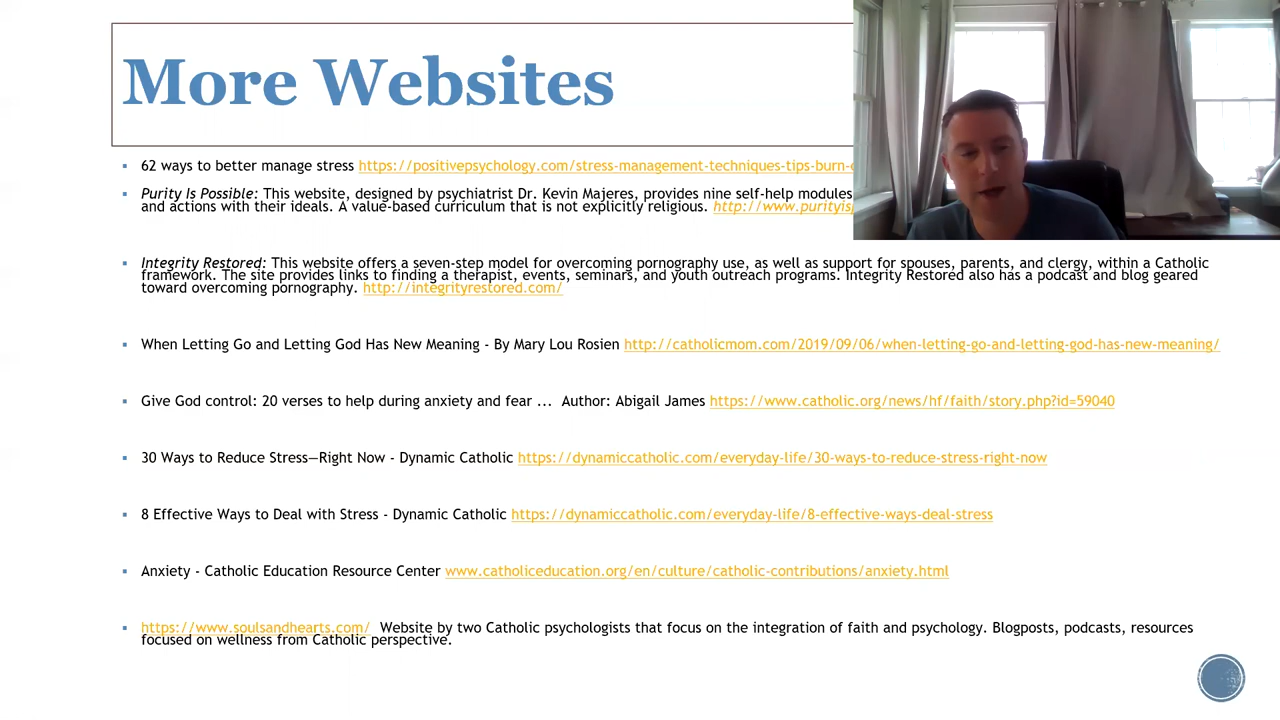 More Websites
62 ways to better manage stress https://positivepsychology.com/stress-management-techniques-tips-burn-
Purity Is Possible: This website, designed by psychiatrist Dr. Kevin Majeres, provides nine self-help modules
and actions with their ideals. A value-based curriculum that is not explicitly religious. http://www.purityis
Integrity Restored: This website offers a seven-step model for overcoming pornography use, as well as support for spouses, parents, and clergy, within a Catholic
framework. The site provides links to finding a therapist, events, seminars, and youth outreach programs. Integrity Restored also has a podcast and blog geared
toward overcoming pornography. http://integrityrestored.com/
When Letting Go and Letting God Has New Meaning - By Mary Lou Rosien http://catholicmom.com/2019/09/06/when-letting-go-and-letting-god-has-new-meaning/
Give God control: 20 verses to help during anxiety and fear ... Author: Abigail James https://www.catholic.org/news/hf/faith/story.php?id=59040
30 Ways to Reduce Stress—Right Now - Dynamic Catholic https://dynamiccatholic.com/everyday-life/30-ways-to-reduce-stress-right-now
8 Effective Ways to Deal with Stress - Dynamic Catholic https://dynamiccatholic.com/everyday-life/8-effective-ways-deal-stress
Anxiety - Catholic Education Resource Center www.catholiceducation.org/en/culture/catholic-contributions/anxiety.html
https://www.soulsandhearts.com/ Website by two Catholic psychologists that focus on the integration of faith and psychology. Blogposts, podcasts, resources
focused on wellness from Catholic perspective.